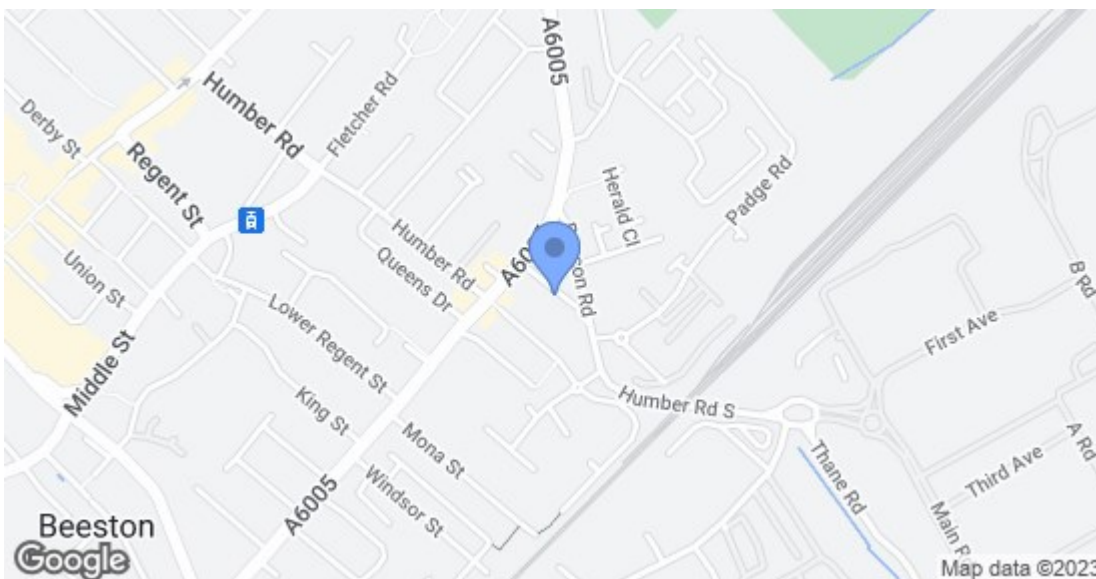 A6005
Humber Rd
Fletcher Rd
Derby St
Regent St
Herald Cl
Padge Rd
Union St
Humber Rd
Queens Dr
Lower Regent St
Middle St
King St
B Rd
First Ave
Humber Rd S
Mona St
Windsor St
A6005
Thane Rd
Third Ave
A Rd
Beeston
Google
Map data ©2023